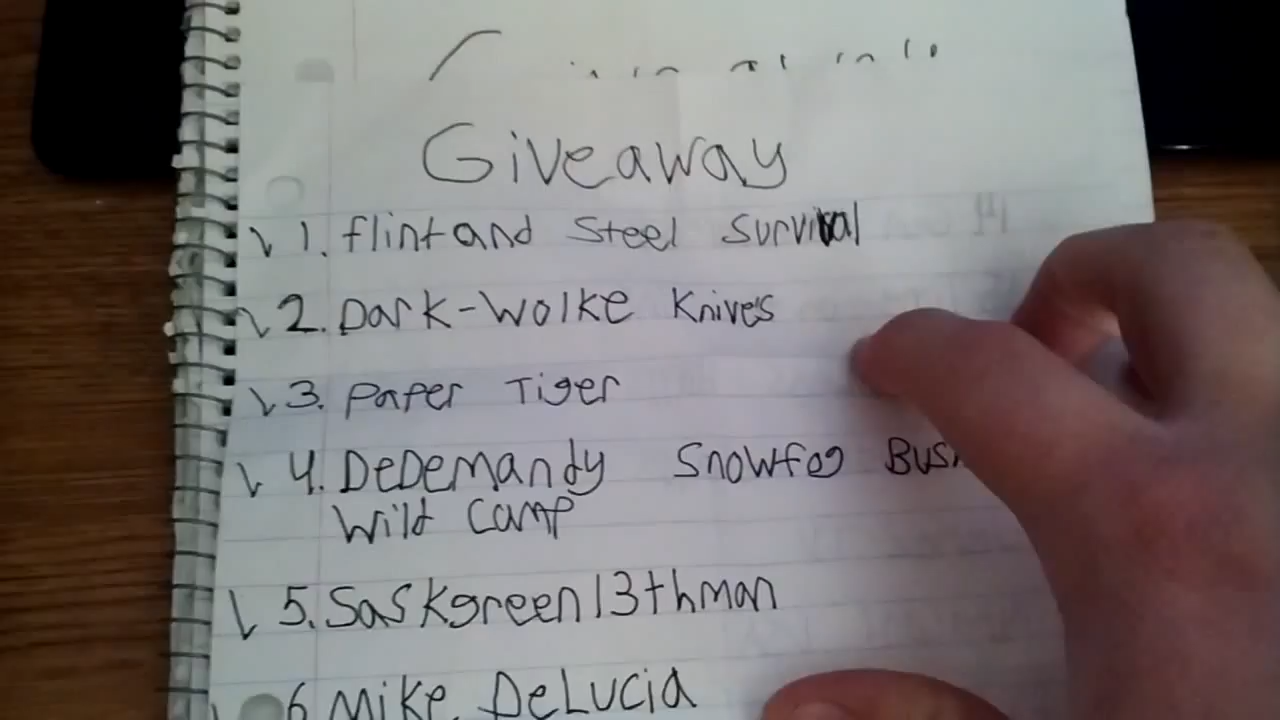 Giveaway
1. flint and Steel Survival
2. Dark-Wolke Knives
3. Paper Tiger
4. DeDemandy Snowfog
Wild Camp
5. Saskgreen13thman
6 Mike DeLucia